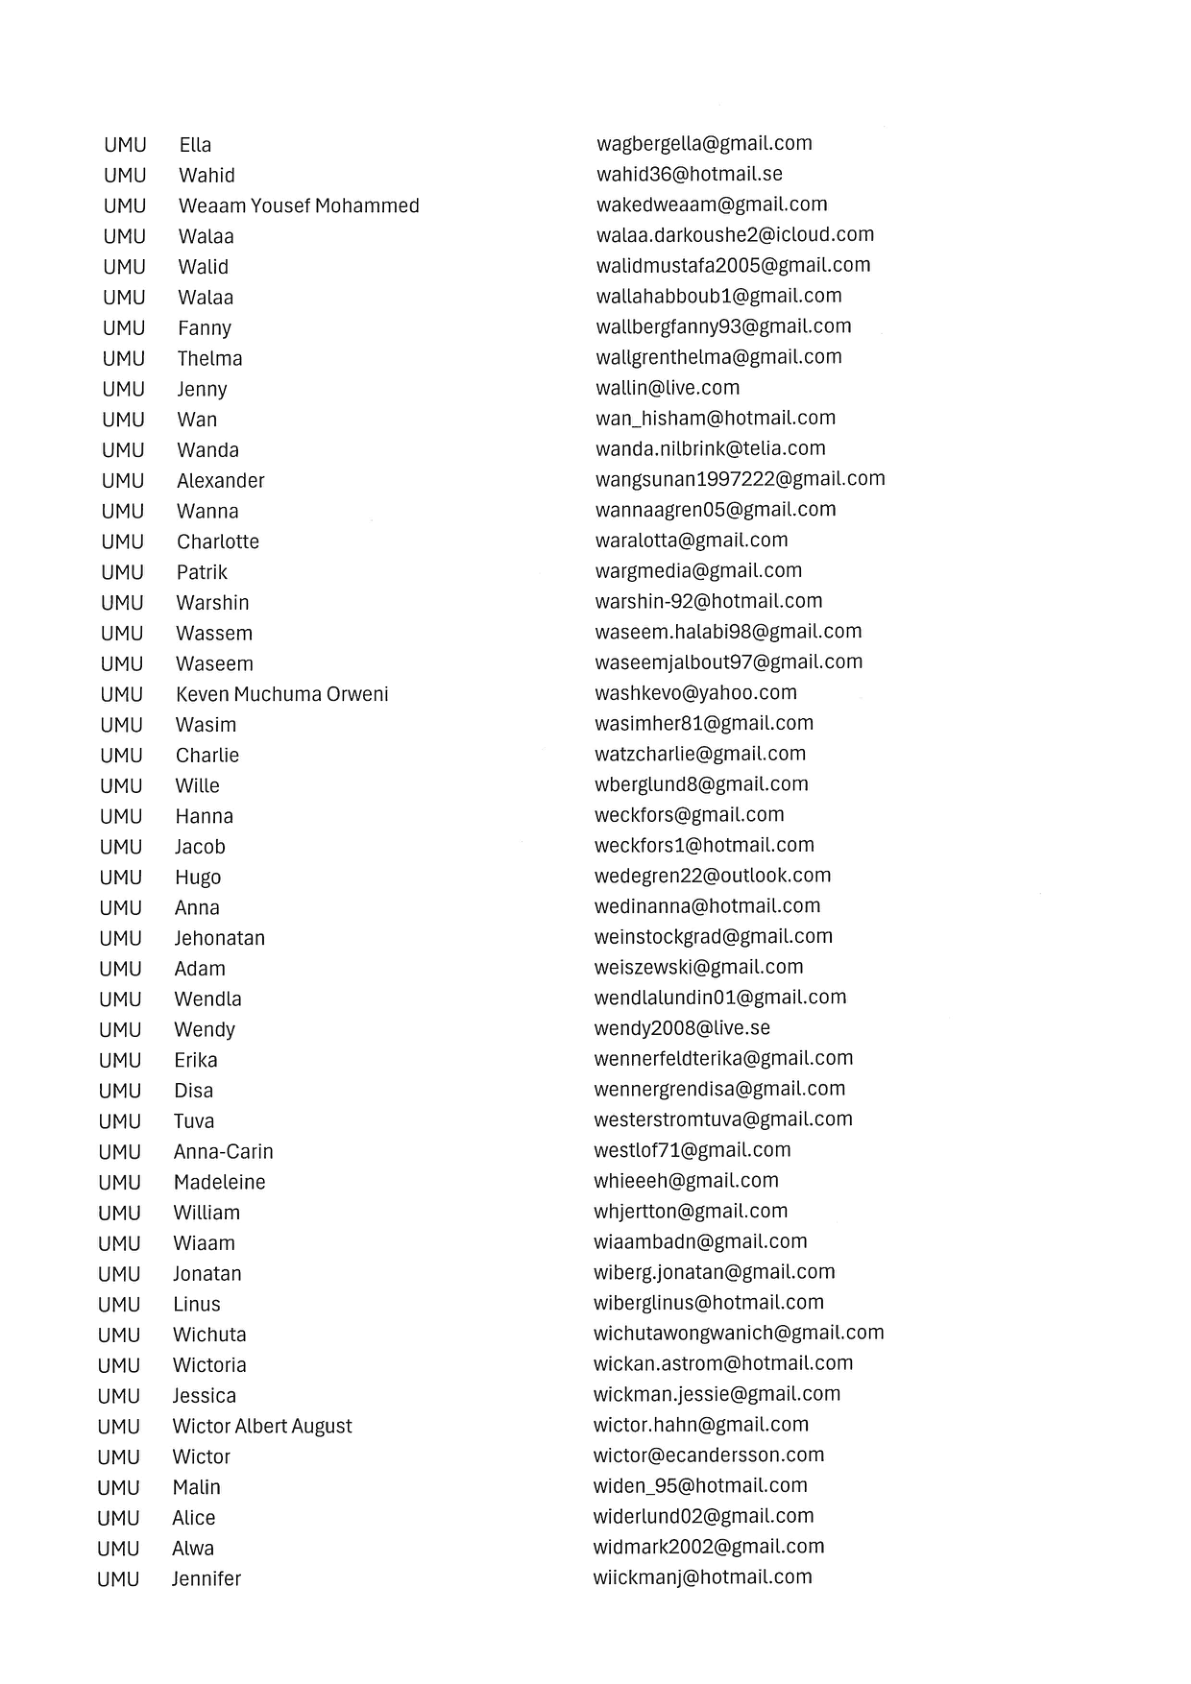 UMU Ella wagbergella@gmail.com
UMU Wahid wahid36@hotmail.se
UMU Weaam Yousef Mohammed wakedweaam@gmail.com
UMU Walaa walaa.darkoushe2@icloud.com
UMU Walid walidmustafa2005@gmail.com
UMU Walaa wallahabboub1@gmail.com
UMU Fanny wallbergfanny93@gmail.com
UMU Thelma wallgrenthelma@gmail.com
UMU Jenny wallin@live.com
UMU Wan wan_hisham@hotmail.com
UMU Wanda wanda.nilbrink@telia.com
UMU Alexander wangsunan1997222@gmail.com
UMU Wanna wannaagren05@gmail.com
UMU Charlotte waralotta@gmail.com
UMU Patrik wargmedia@gmail.com
UMU Warshin warshin-92@hotmail.com
UMU Wassem waseem.halabi98@gmail.com
UMU Waseem waseemjalbout97@gmail.com
UMU Keven Muchuma Orweni washkevo@yahoo.com
UMU Wasim wasimher81@gmail.com
UMU Charlie watzcharlie@gmail.com
UMU Wille wberglund8@gmail.com
UMU Hanna weckfors@gmail.com
UMU Jacob weckfors1@hotmail.com
UMU Hugo wedegren22@outlook.com
UMU Anna wedinanna@hotmail.com
UMU Jehonatan weinstockgrad@gmail.com
UMU Adam weiszewski@gmail.com
UMU Wendla wendlalundin01@gmail.com
UMU Wendy wendy2008@live.se
UMU Erika wennerfeldterika@gmail.com
UMU Disa wennergrendisa@gmail.com
UMU Tuva westerstromtuva@gmail.com
UMU Anna-Carin westlof71@gmail.com
UMU Madeleine whieeeh@gmail.com
UMU William whjertton@gmail.com
UMU Wiaam wiaambadn@gmail.com
UMU Jonatan wiberg.jonatan@gmail.com
UMU Linus wiberglinus@hotmail.com
UMU Wichuta wichutawongwanich@gmail.com
UMU Wictoria wickan.astrom@hotmail.com
UMU Jessica wickman.jessie@gmail.com
UMU Wictor Albert August wictor.hahn@gmail.com
UMU Wictor wictor@ecandersson.com
UMU Malin widen_95@hotmail.com
UMU Alice widerlund02@gmail.com
UMU Alwa widmark2002@gmail.com
UMU Jennifer wiickmanj@hotmail.com